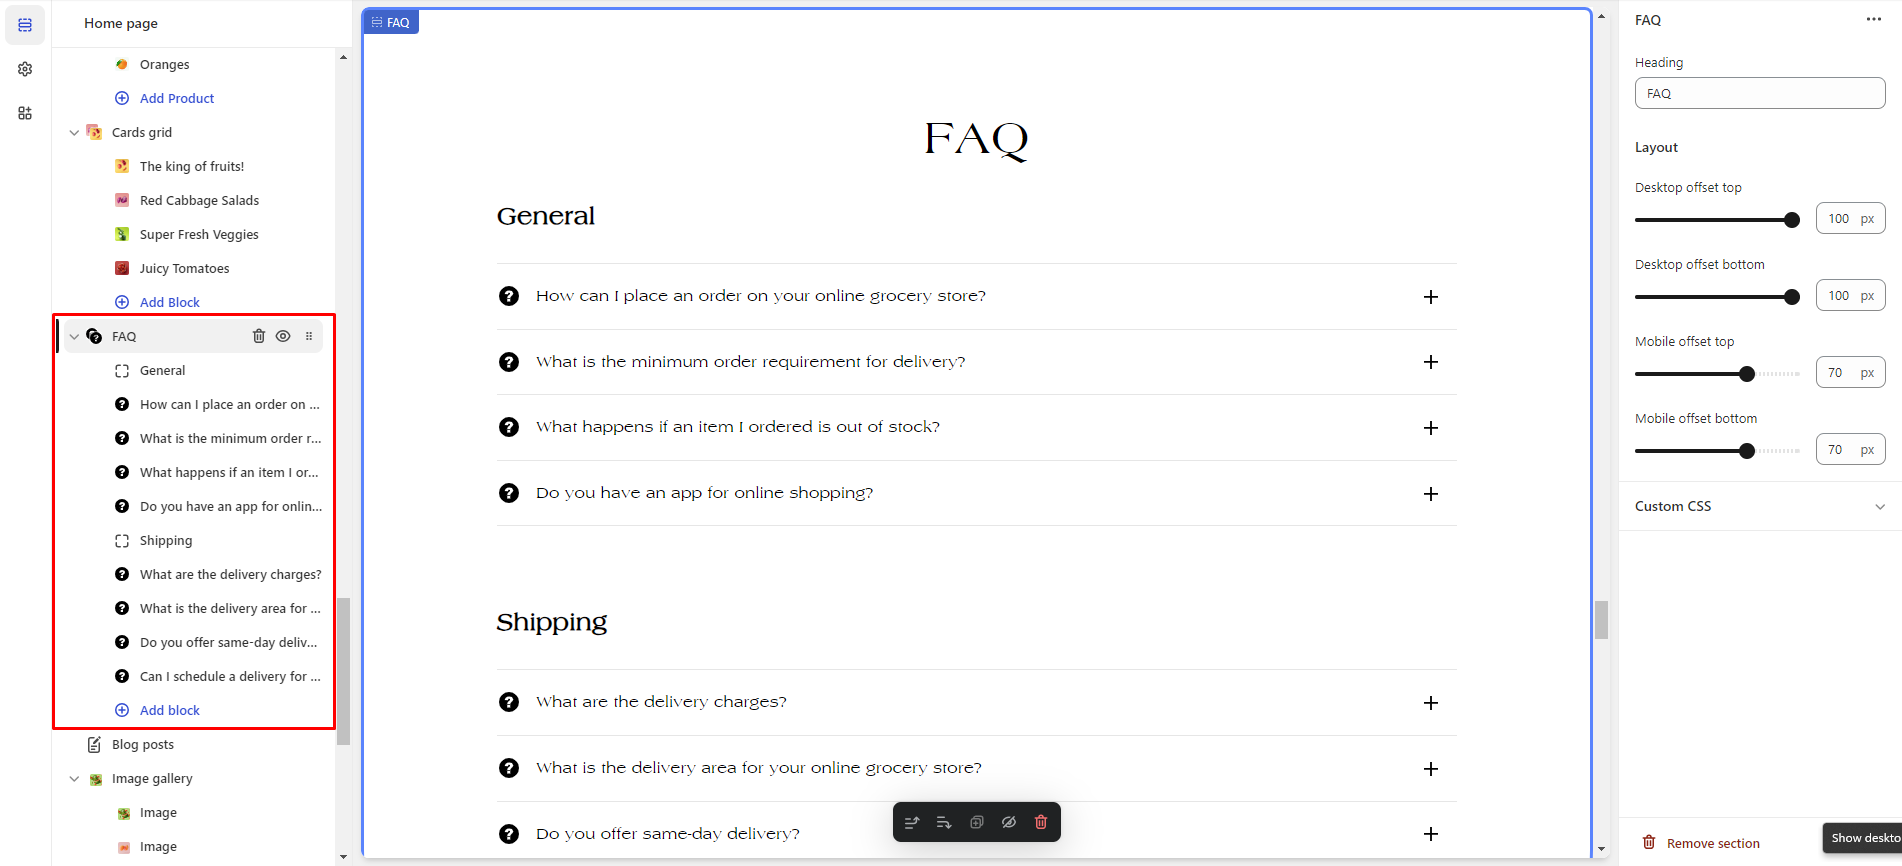 Home page
Oranges
Add Product
Cards grid
The king of fruits!
Red Cabbage Salads
Super Fresh Veggies
Juicy Tomatoes
Add Block
FAQ
General
How can I place an order on ...
What is the minimum order r...
What happens if an item I or...
Do you have an app for onlin...
Shipping
What are the delivery charges?
What is the delivery area for ...
Do you offer same-day deliv...
Can I schedule a delivery for ...
Add block
Blog posts
Image gallery
Image
Image
FAQ
FAQ
General
How can I place an order on your online grocery store?
What is the minimum order requirement for delivery?
What happens if an item I ordered is out of stock?
Do you have an app for online shopping?
Shipping
What are the delivery charges?
What is the delivery area for your online grocery store?
Do you offer same-day delivery?
FAQ
Heading
FAQ
Layout
Desktop offset top
100 px
Desktop offset bottom
100 px
Mobile offset top
70 px
Mobile offset bottom
70 px
Custom CSS
Remove section
Show deskto